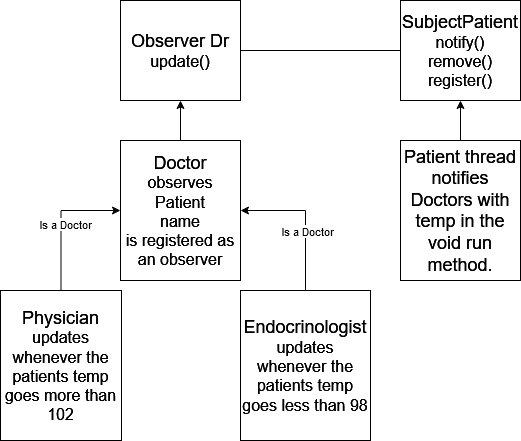 Observer Dr
update()
SubjectPatient
notify()
remove()
register()
Doctor
observes
Patient
name
is registered as
an observer
Patient thread
notifies
Doctors with
temp in the
void run
method.
Is a Doctor
Is a Doctor
Physician
updates
whenever the
patients temp
goes more than
102
Endocrinologist
updates
whenever the
patients temp
goes less than 98